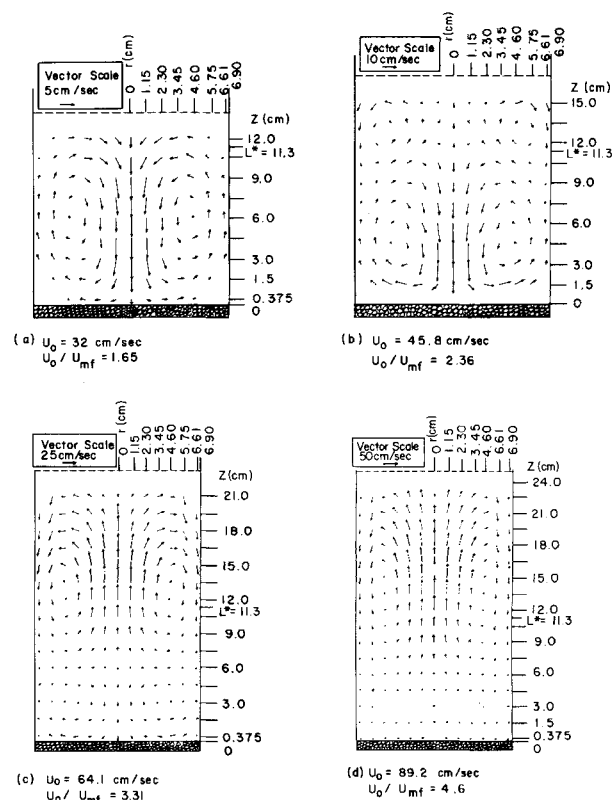 Vector Scale
5cm/sec
r(cm)
0 1.15 2.30 3.45 4.60 5.75 6.61 6.90
Z (cm)
12.0
L* = 11.3
9.0
6.0
3.0
1.5
0.375
0
(a) U₀ = 32 cm/sec
U₀ / U_mf = 1.65
Vector Scale
10cm/sec
r(cm)
0 1.15 2.30 3.45 4.60 5.75 6.61 6.90
Z (cm)
15.0
12.0
L* = 11.3
9.0
6.0
3.0
1.5
0
(b) U₀ = 45.8 cm/sec
U₀ / U_mf = 2.36
Vector Scale
25cm/sec
r(cm)
0 1.15 2.30 3.45 4.60 5.75 6.61 6.90
Z (cm)
21.0
18.0
15.0
12.0
L* = 11.3
9.0
6.0
3.0
0.375
0
(c) U₀ = 64.1 cm/sec
U₀ / U_mf = 3.31
Vector Scale
50cm/sec
r(cm)
0 1.15 2.30 3.45 4.60 5.75 6.61 6.90
Z (cm)
24.0
21.0
18.0
15.0
12.0
L* = 11.3
9.0
6.0
3.0
1.5
0.375
0
(d) U₀ = 89.2 cm/sec
U₀ / U_mf = 4.6